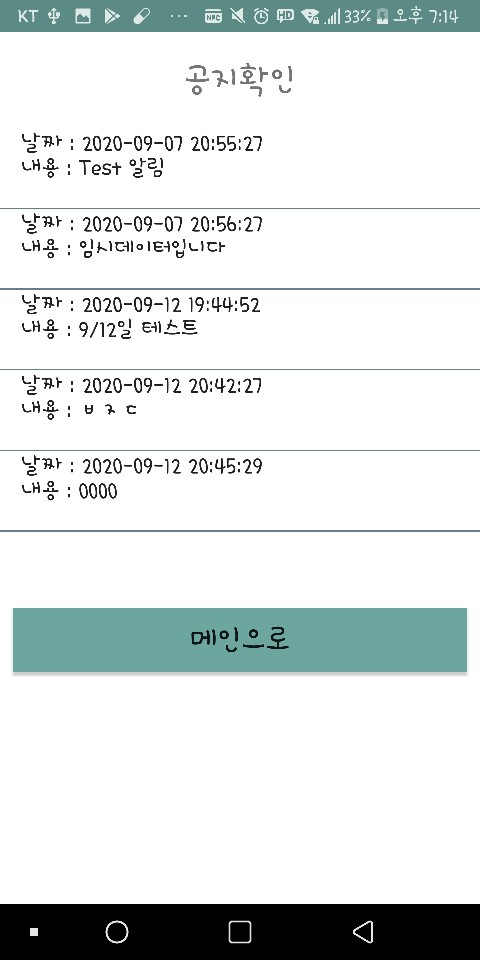 KT ... NFC HD 33% 오후 7:14
공지확인
날짜 : 2020-09-07 20:55:27
내용 : Test 알림
날짜 : 2020-09-07 20:56:27
내용 : 임시데이터입니다
날짜 : 2020-09-12 19:44:52
내용 : 9/12일 테스트
날짜 : 2020-09-12 20:42:27
내용 : ㅂㅈㄷ
날짜 : 2020-09-12 20:45:29
내용 : 0000
메인으로